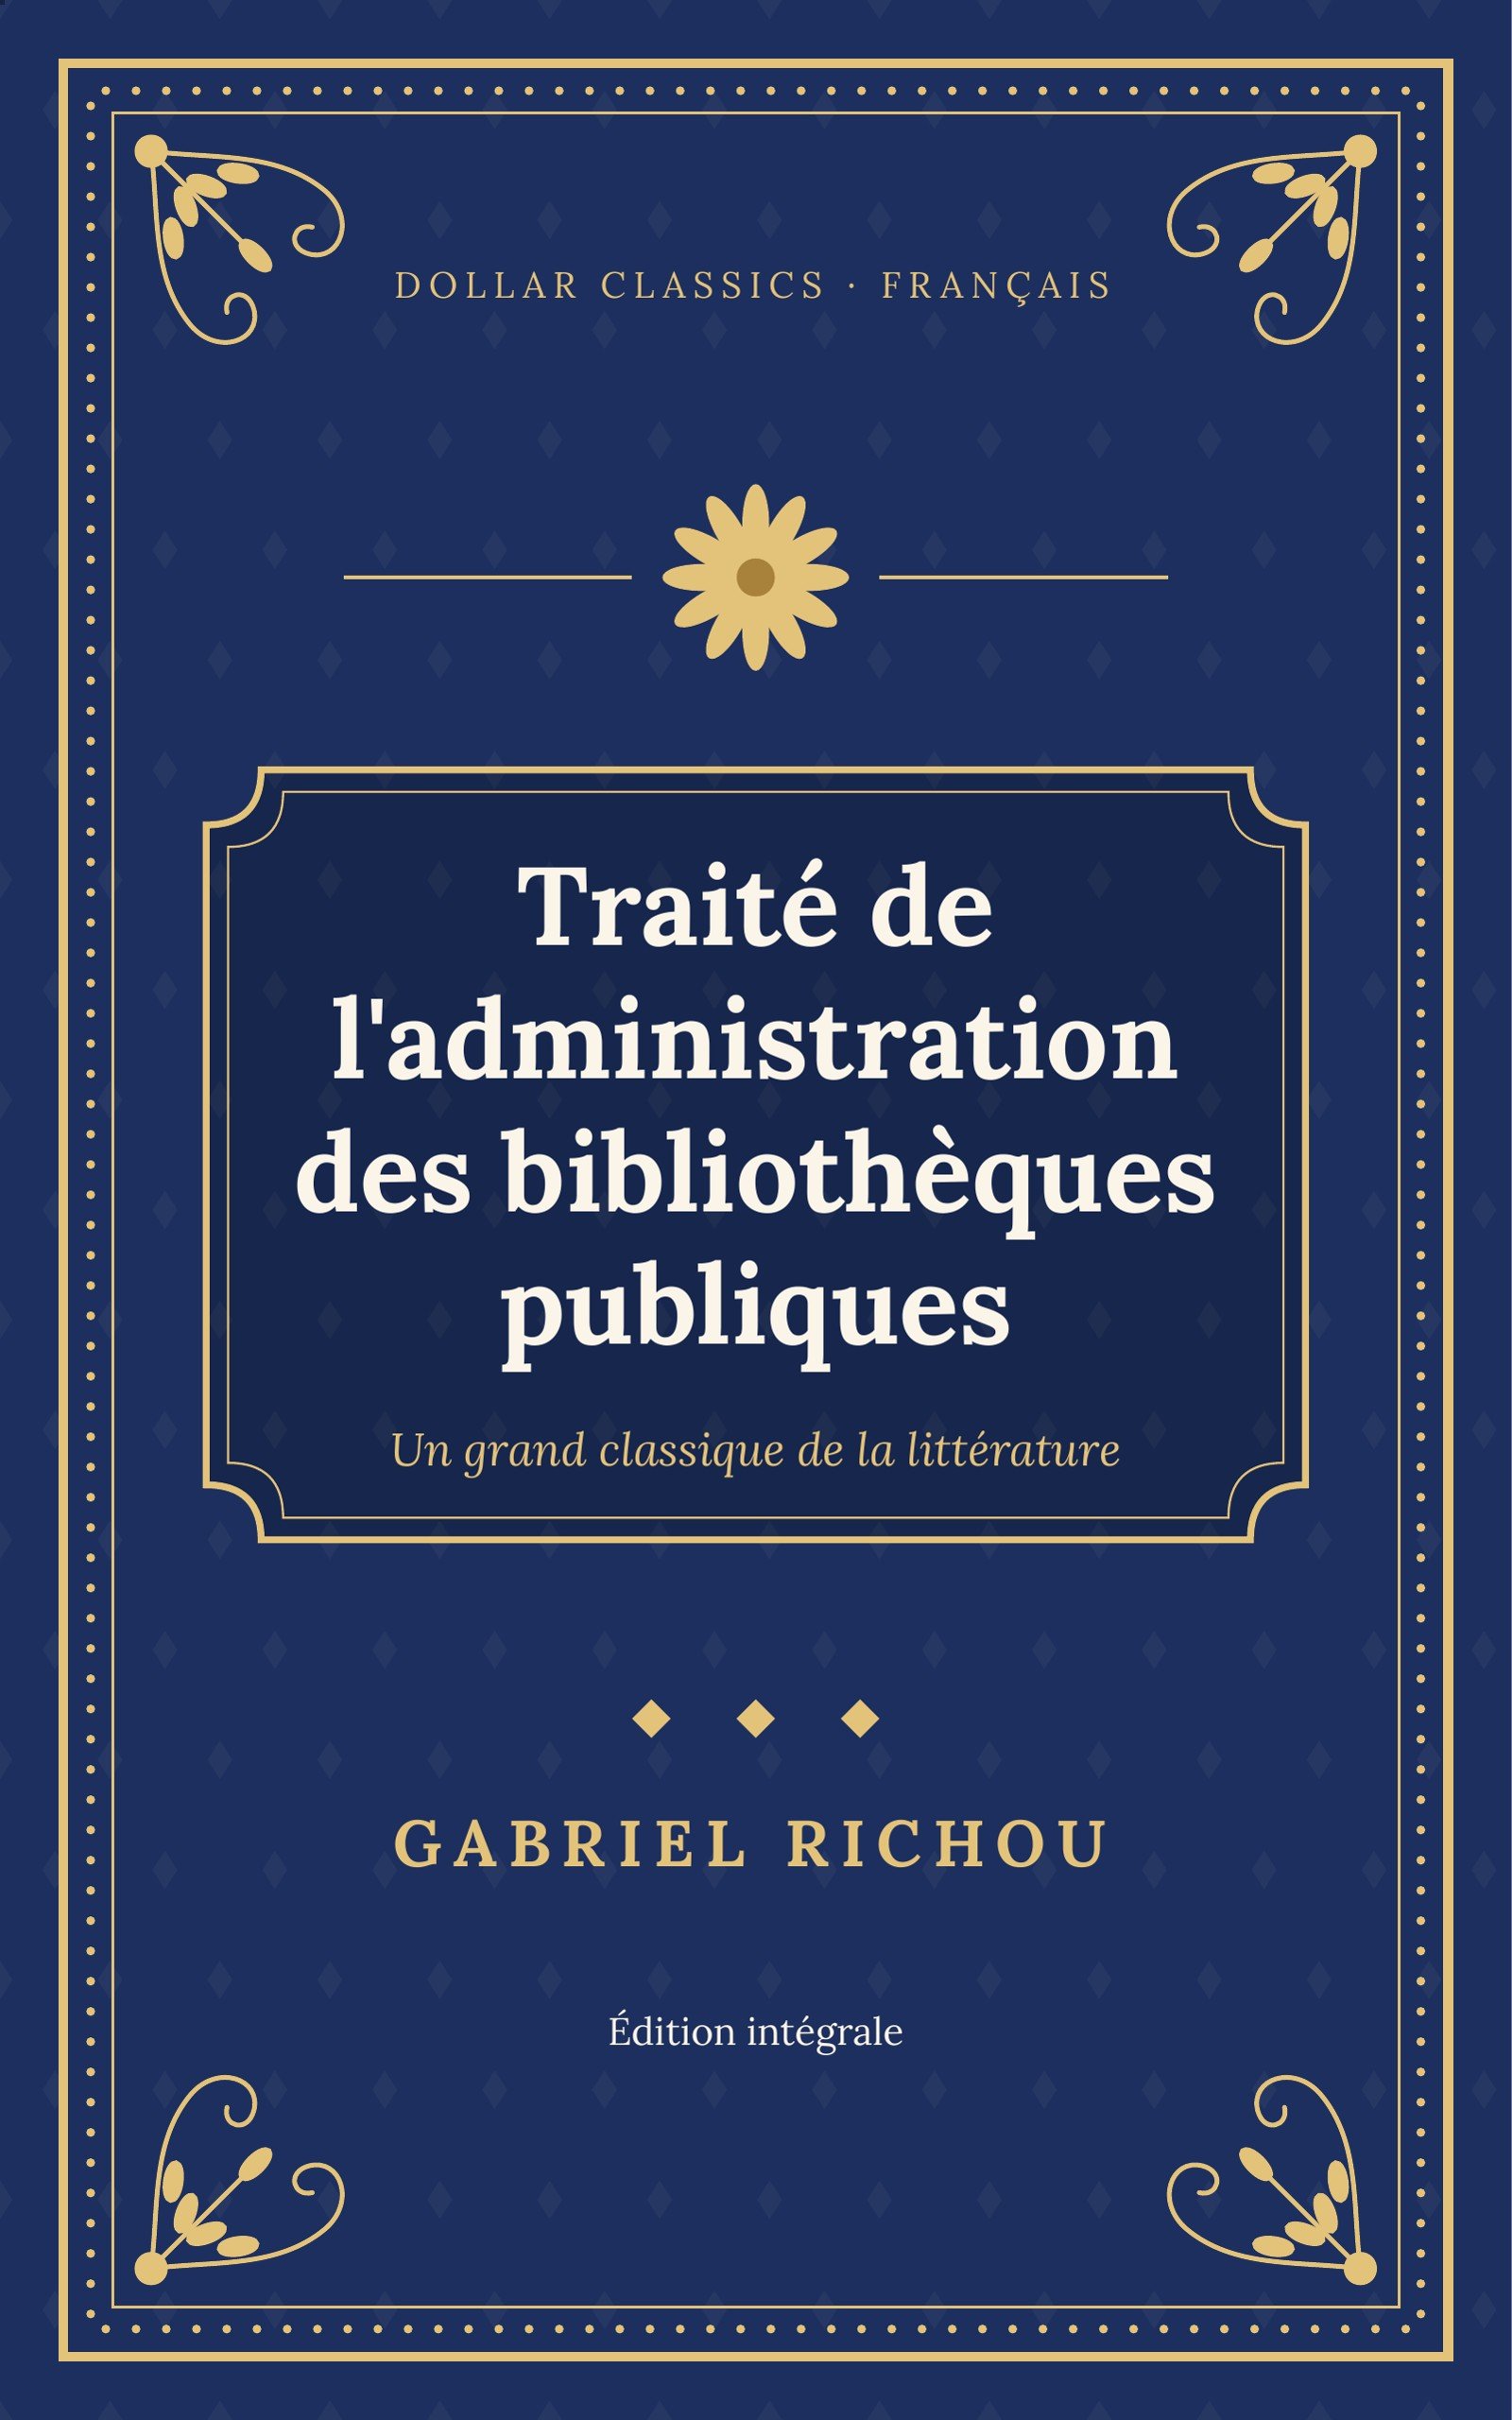 DOLLAR CLASSICS · FRANÇAIS
Traité de
l'administration
des bibliothèques
publiques
Un grand classique de la littérature
GABRIEL RICHOU
Édition intégrale